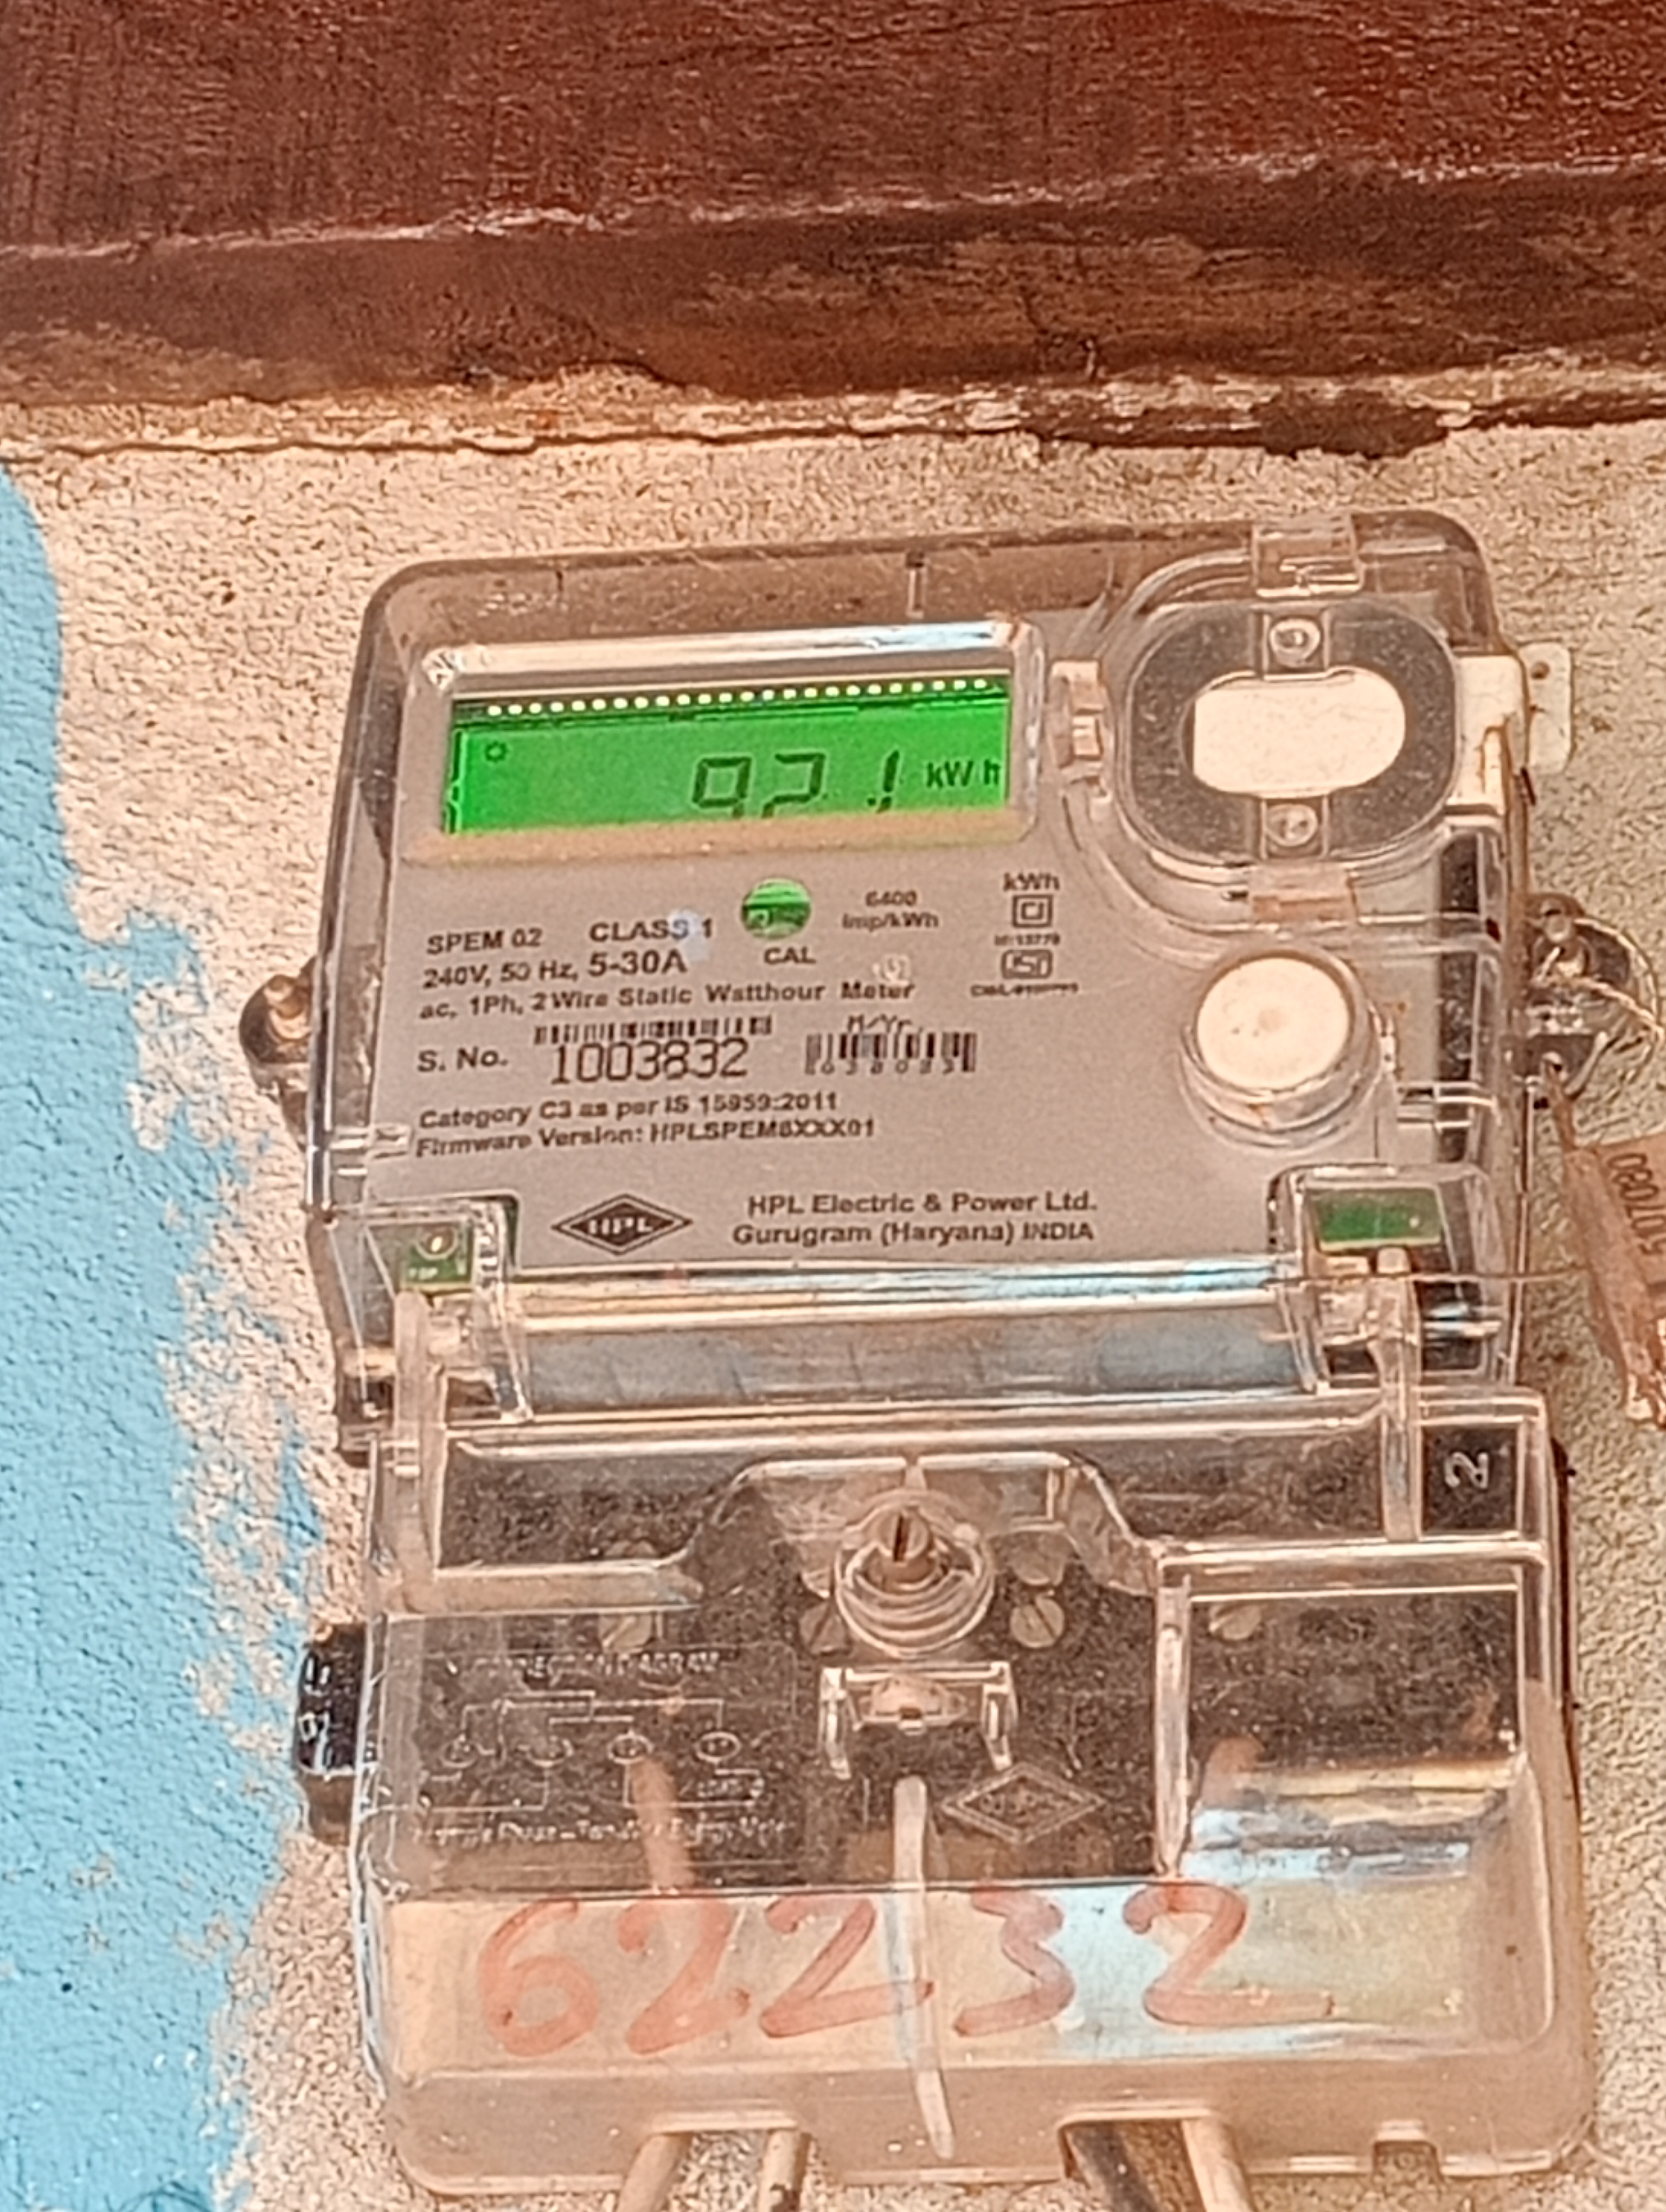 kWh
SPEM 02 CLASS 1
CAL
6400
imp/kWh
kWh
240V, 50 Hz, 5-30A
ac, 1Ph, 2 Wire Static Watthour Meter
M/Yr.
S. No. 1003832
Category C3 as per IS 15959:2011
Firmware Version: HPLSPEM6XXX01
HPL
HPL Electric & Power Ltd.
Gurugram (Haryana) INDIA
2
62232